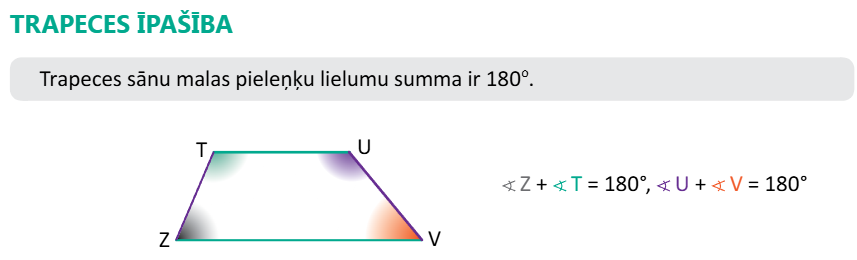 TRAPECES ĪPAŠĪBA
Trapeces sānu malas pieleņķu lielumu summa ir 180°.
T
U
∢Z + ∢T = 180°, ∢U + ∢V = 180°
Z
V